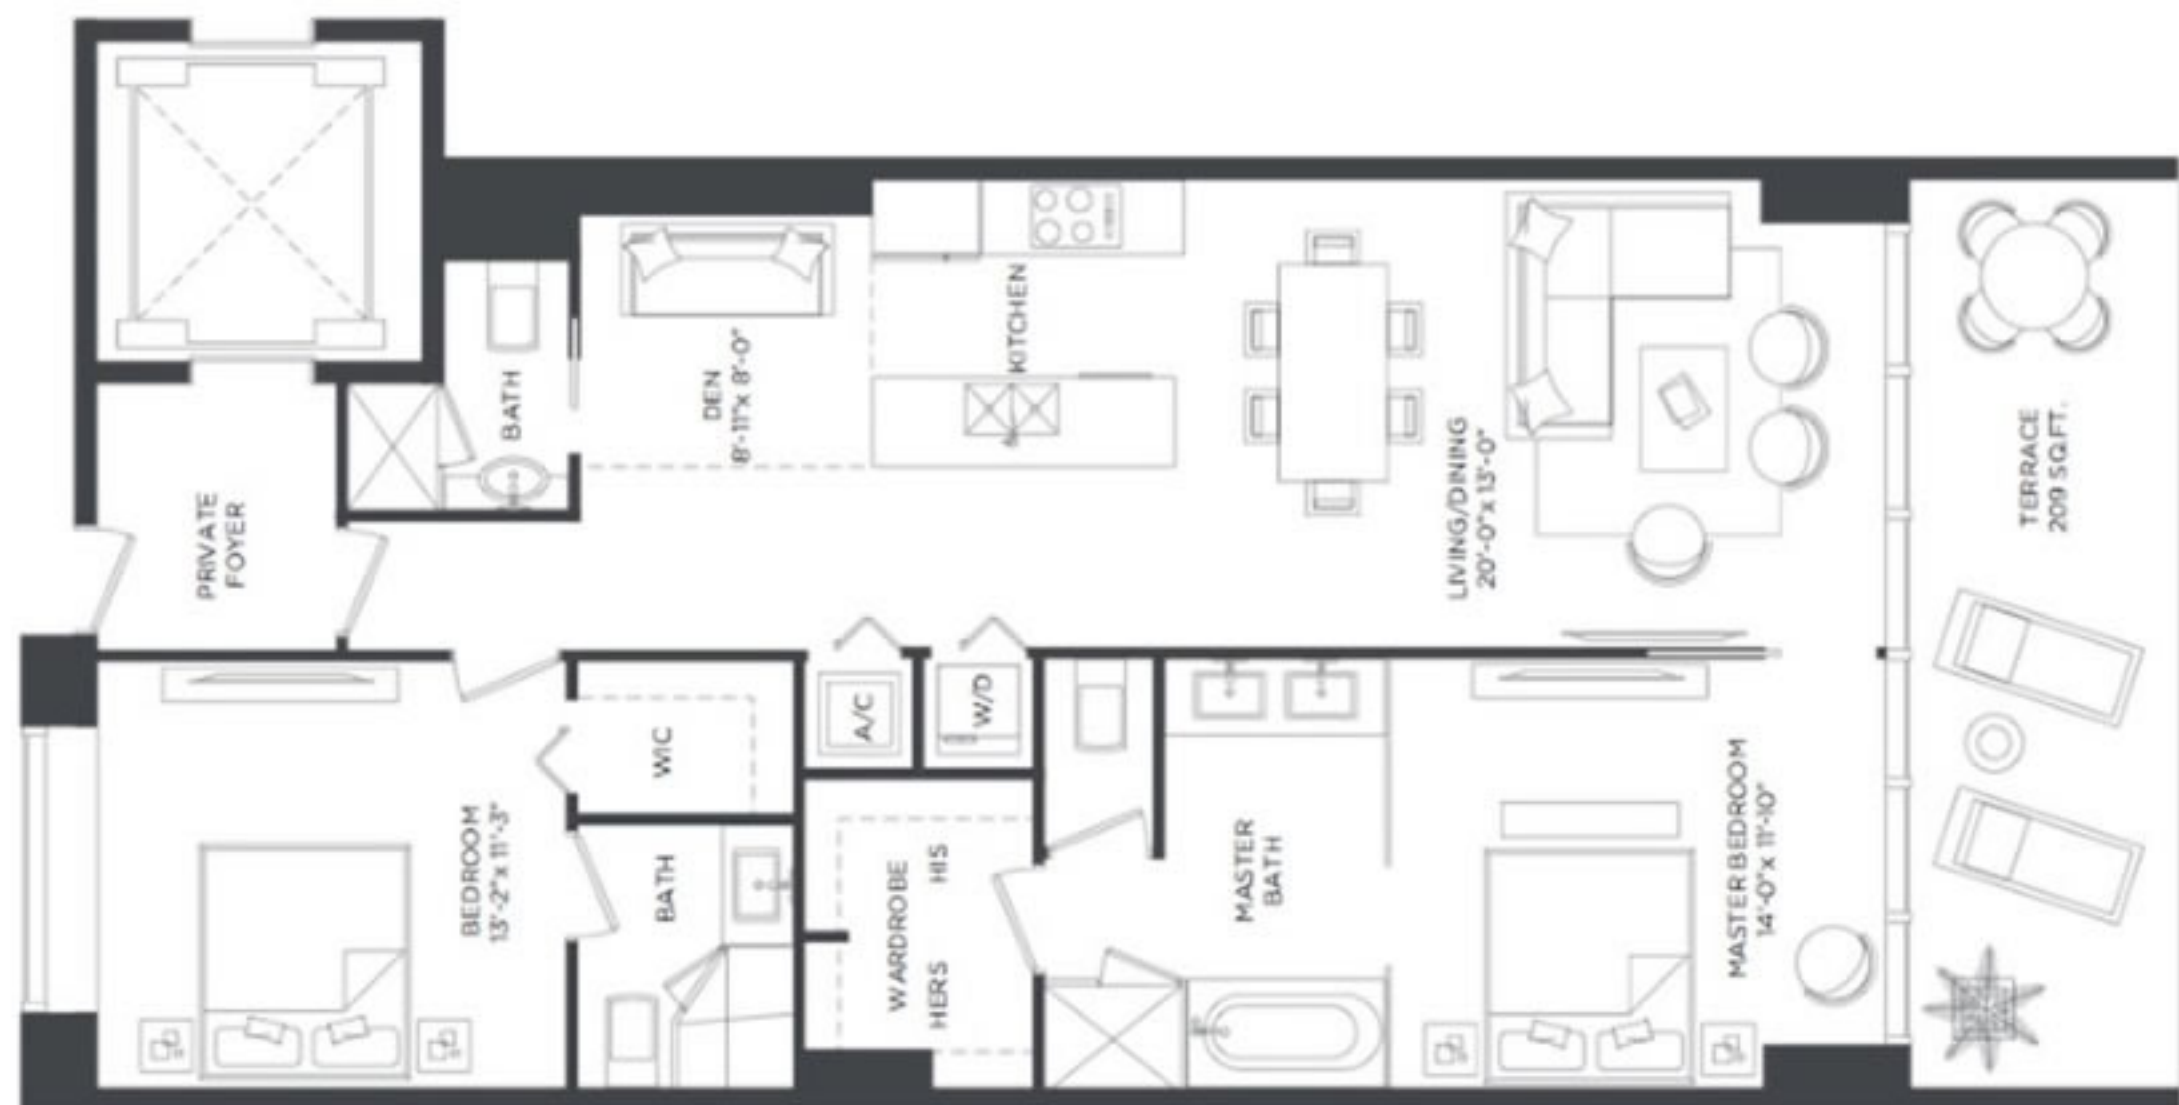 PRIVATE
FOYER
BATH
DEN
8'-11"x 8'-0"
KITCHEN
LIVING/DINING
20'-0"x 13'-0"
TERRACE
209 SQ.FT.
BEDROOM
13'-2"x 11'-3"
WIC
A/C
W/D
BATH
WARDROBE
HERS HIS
MASTER
BATH
MASTER BEDROOM
14'-0"x 11'-10"